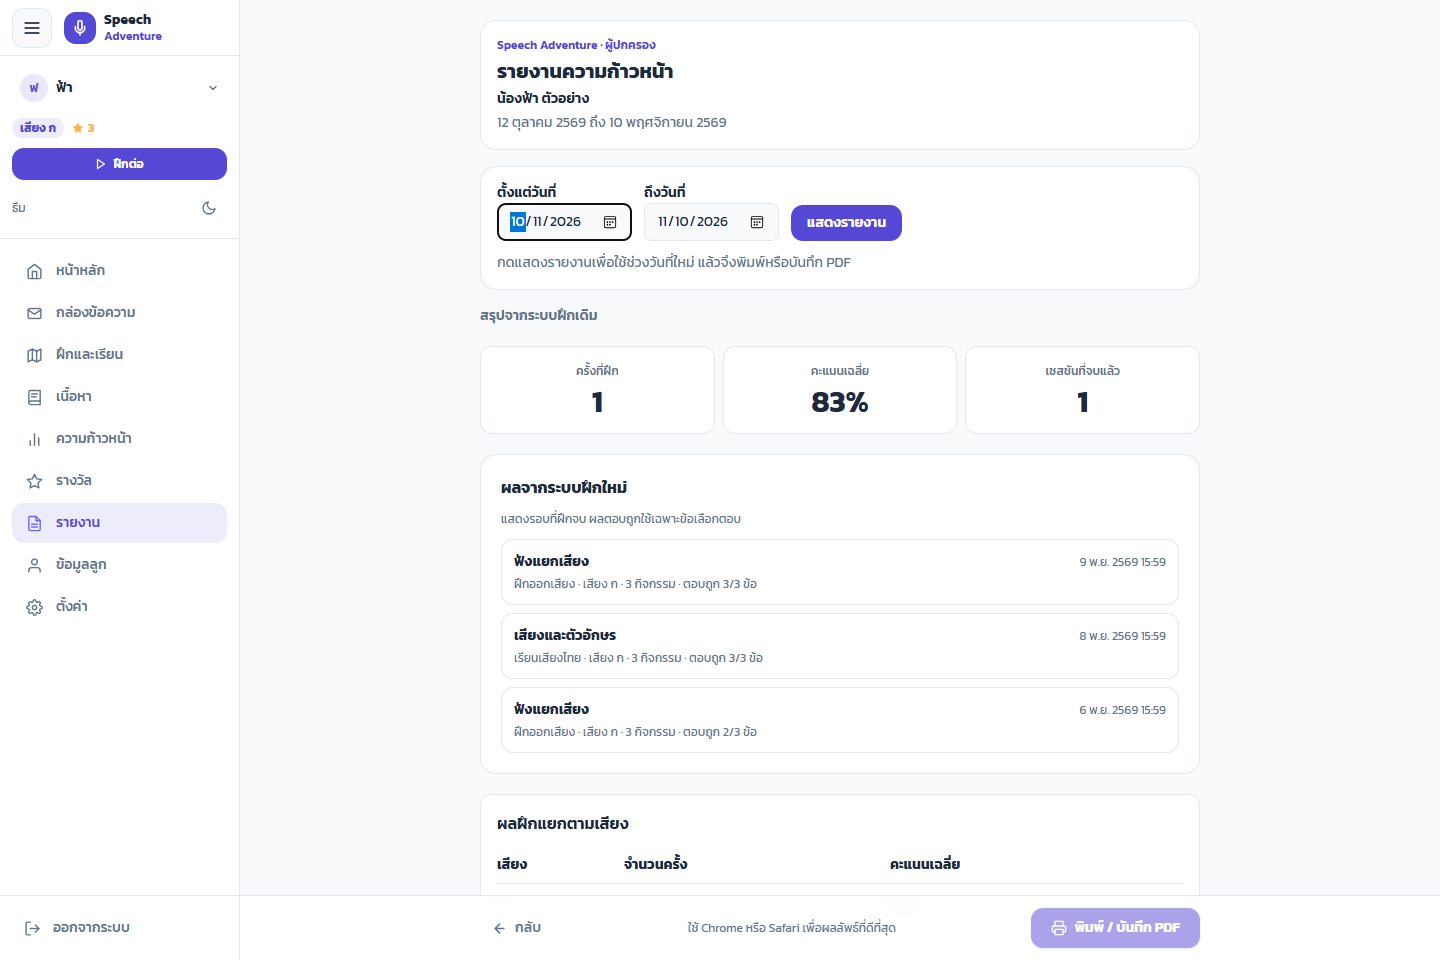 Speech
Adventure
ฟ
ฟ้า
เสียง ก
3
ฝึกต่อ
ธีม
หน้าหลัก
กล่องข้อความ
ฝึกและเรียน
เนื้อหา
ความก้าวหน้า
รางวัล
รายงาน
ข้อมูลลูก
ตั้งค่า
ออกจากระบบ
Speech Adventure · ผู้ปกครอง
รายงานความก้าวหน้า
น้องฟ้า ตัวอย่าง
12 ตุลาคม 2569 ถึง 10 พฤศจิกายน 2569
ตั้งแต่วันที่ ถึงวันที่
10/11/2026 11/10/2026 แสดงรายงาน
กดแสดงรายงานเพื่อใช้ช่วงวันที่ใหม่ แล้วจึงพิมพ์หรือบันทึก PDF
สรุปจากระบบฝึกเดิม
ครั้งที่ฝึก คะแนนเฉลี่ย เซสชันที่จบแล้ว
1 83% 1
ผลจากระบบฝึกใหม่
แสดงรอบที่ฝึกจบ ผลตอบถูกใช้เฉพาะข้อเลือกตอบ
ฟังแยกเสียง 9 พ.ย. 2569 15:59
ฝึกออกเสียง · เสียง ก · 3 กิจกรรม · ตอบถูก 3/3 ข้อ
เสียงและตัวอักษร 8 พ.ย. 2569 15:59
เรียนเสียงไทย · เสียง ก · 3 กิจกรรม · ตอบถูก 3/3 ข้อ
ฟังแยกเสียง 6 พ.ย. 2569 15:59
ฝึกออกเสียง · เสียง ก · 3 กิจกรรม · ตอบถูก 2/3 ข้อ
ผลฝึกแยกตามเสียง
เสียง จำนวนครั้ง คะแนนเฉลี่ย
กลับ ใช้ Chrome หรือ Safari เพื่อผลลัพธ์ที่ดีที่สุด พิมพ์ / บันทึก PDF